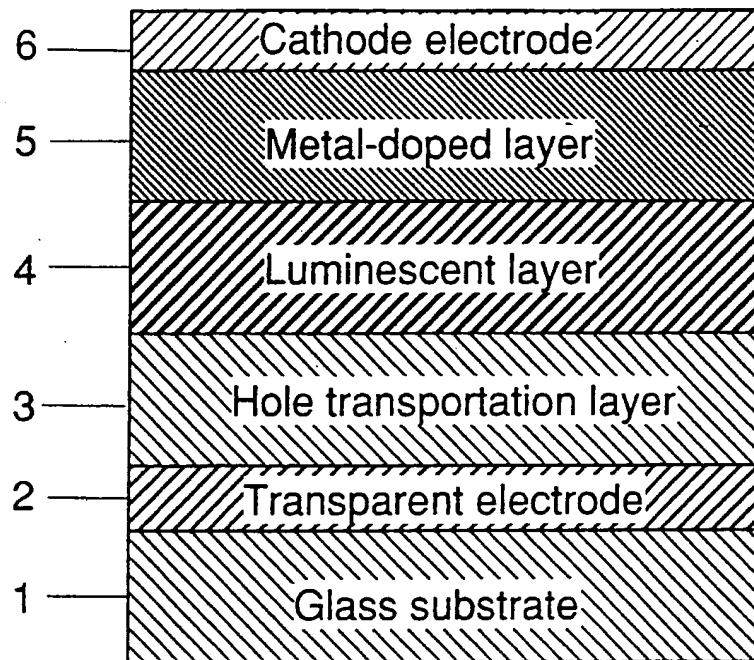 6 Cathode electrode
5 Metal-doped layer
4 Luminescent layer
3 Hole transportation layer
2 Transparent electrode
1 Glass substrate